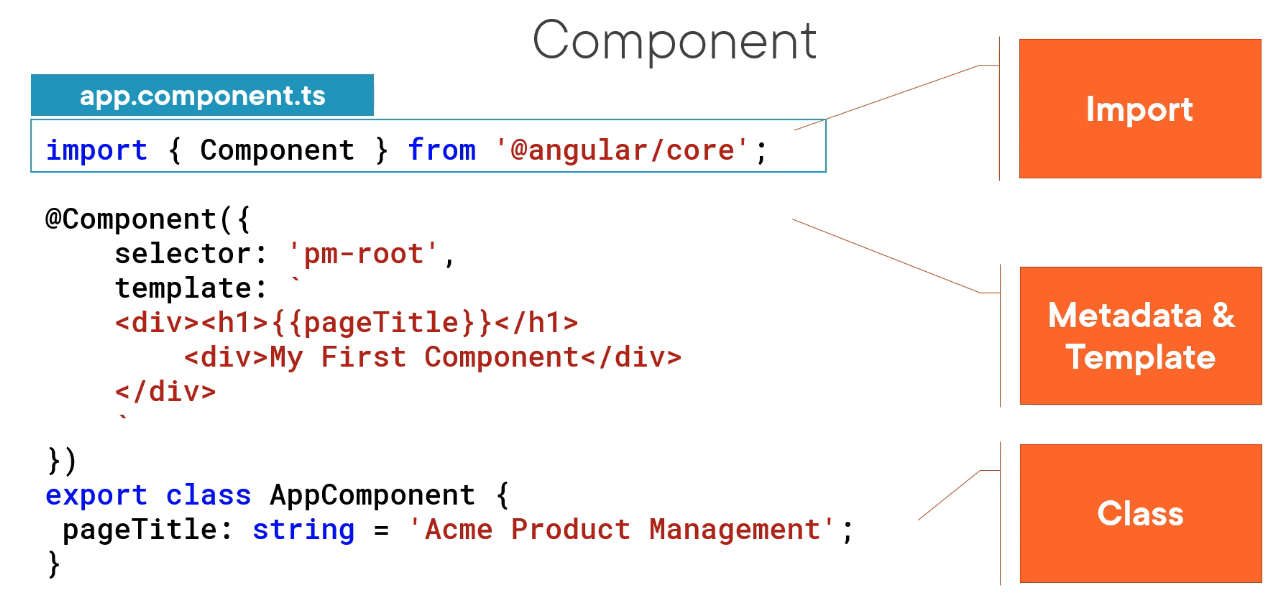 Component
app.component.ts
import { Component } from '@angular/core';
Import
@Component({
    selector: 'pm-root',
    template: `
    <div><h1>{{pageTitle}}</h1>
        <div>My First Component</div>
    </div>
    `
})
Metadata &
Template
export class AppComponent {
 pageTitle: string = 'Acme Product Management';
}
Class